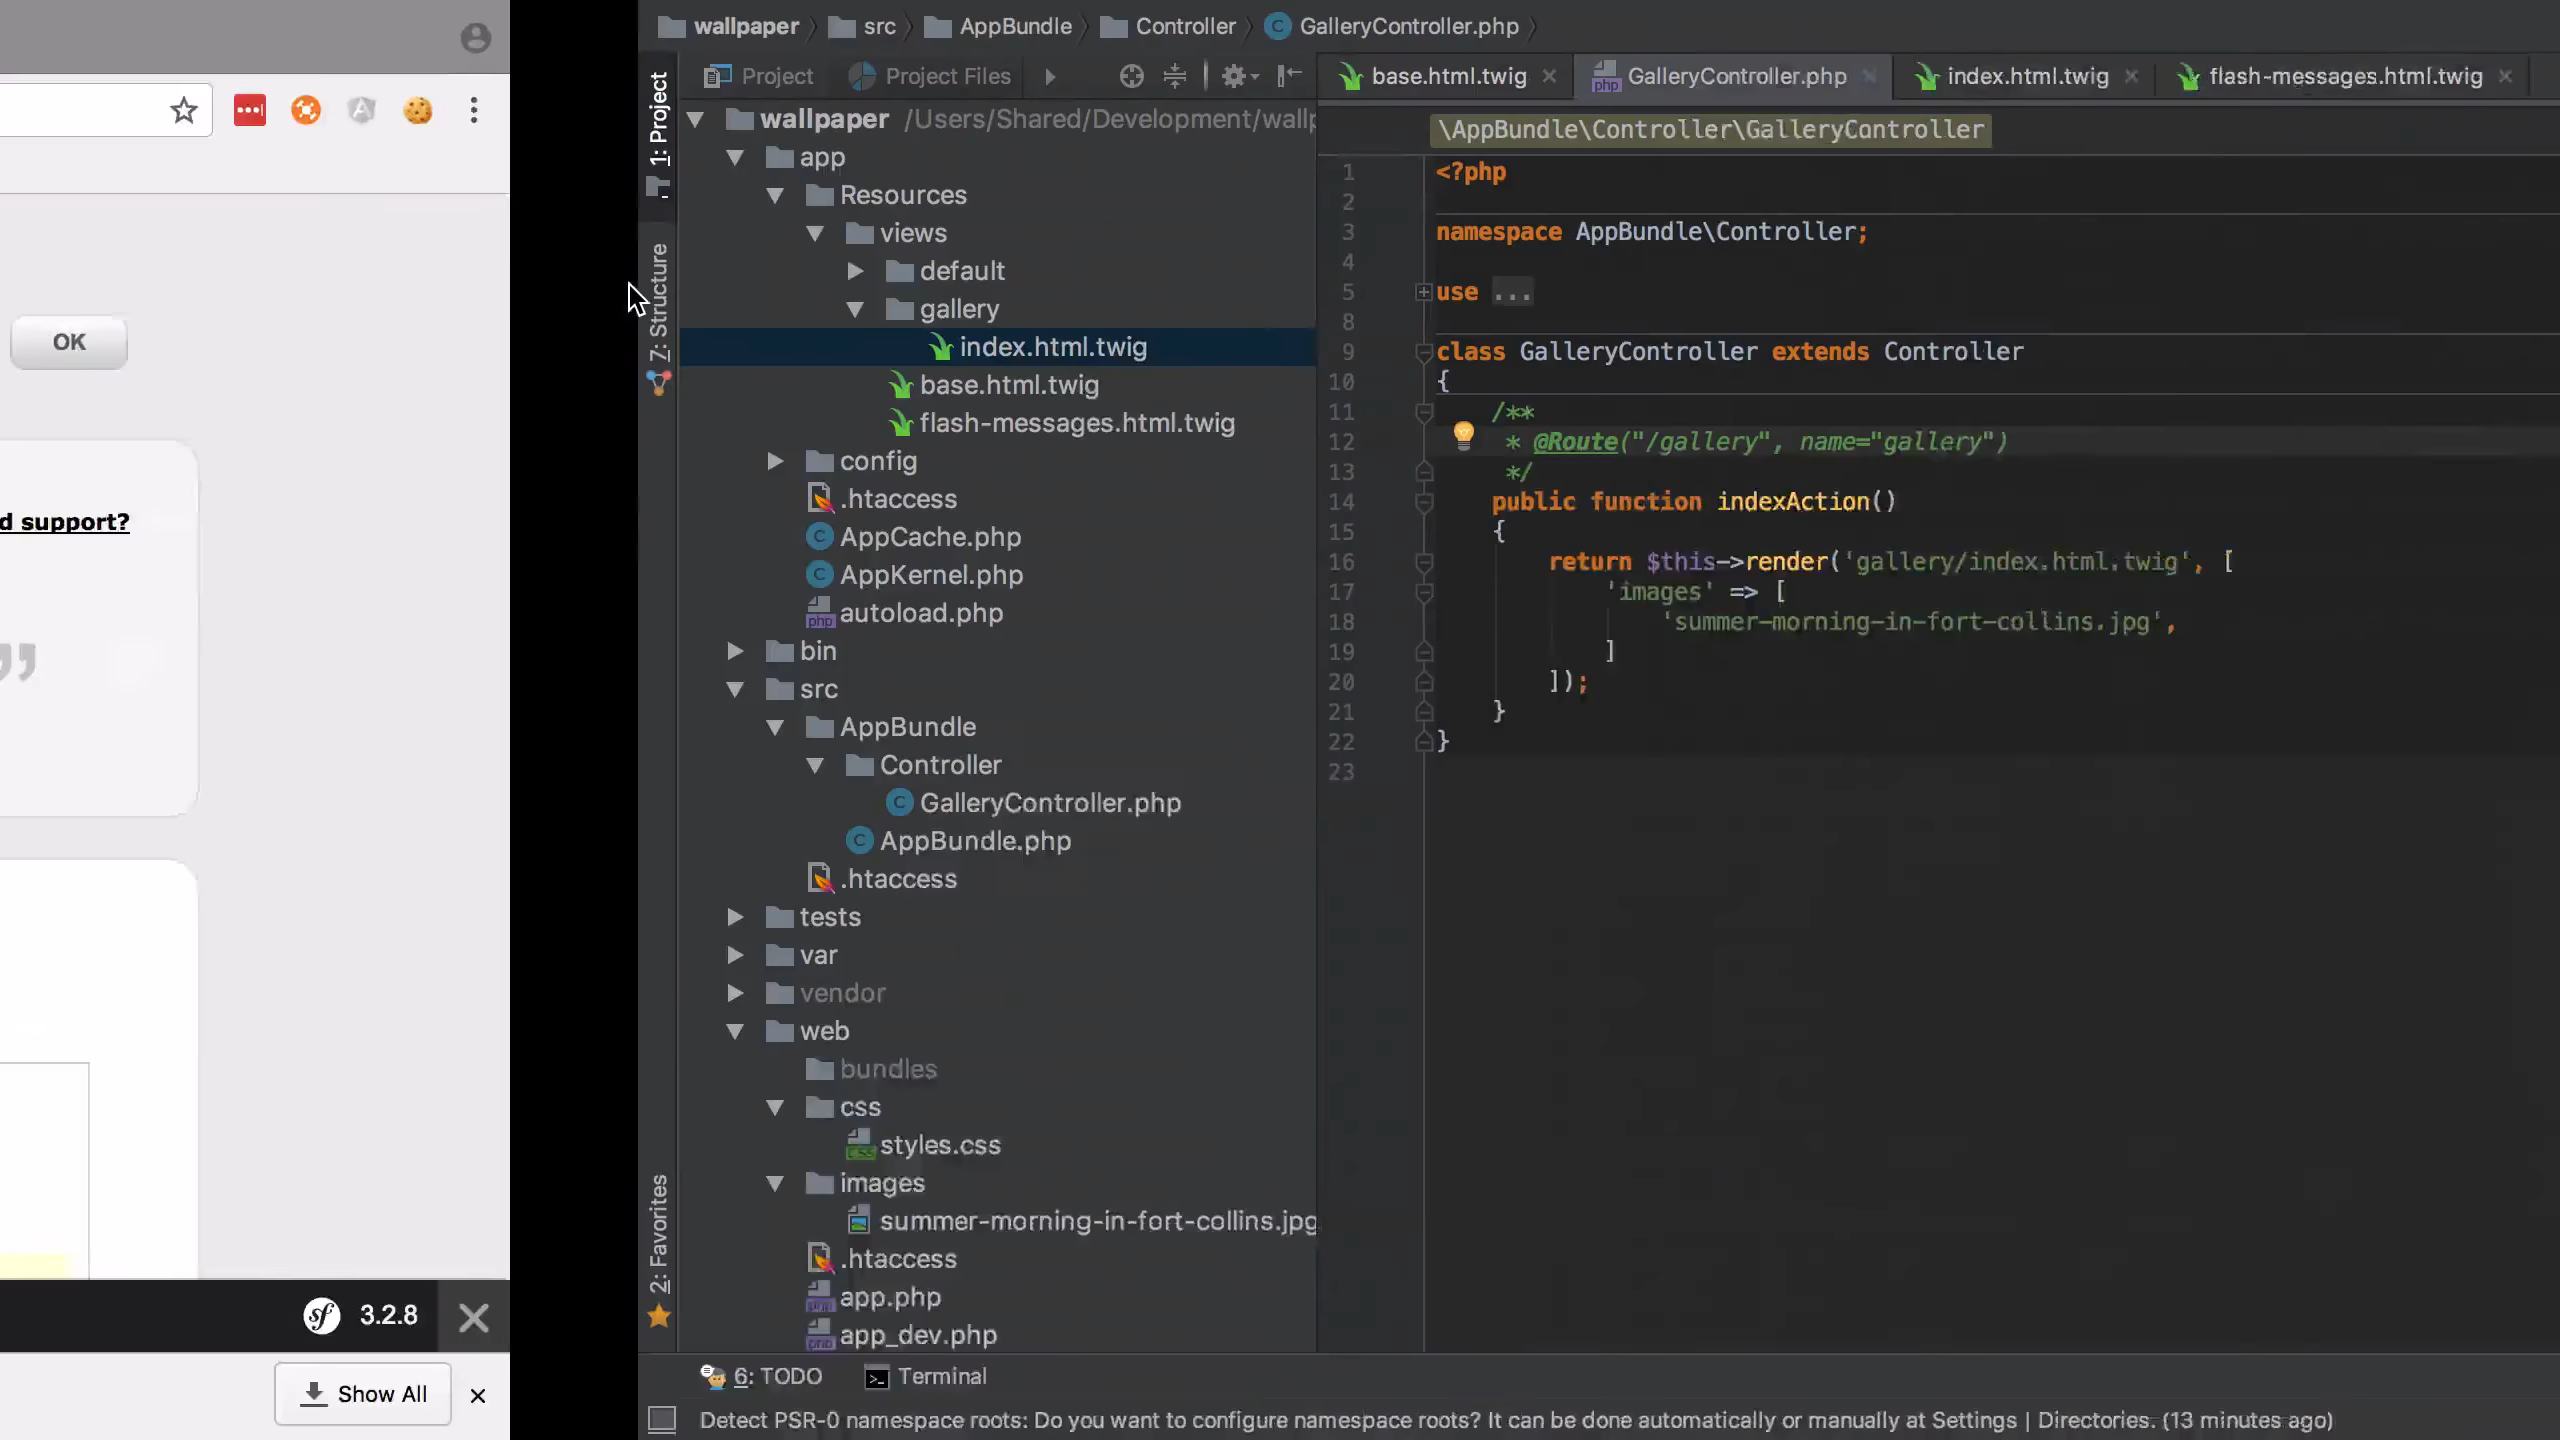 OK
d support?
”
3.2.8
Show All
wallpaper
src
AppBundle
Controller
GalleryController.php
1: Project
7: Structure
2: Favorites
Project
Project Files
wallpaper /Users/Shared/Development/wallp
app
Resources
views
default
gallery
index.html.twig
base.html.twig
flash-messages.html.twig
config
.htaccess
AppCache.php
AppKernel.php
autoload.php
bin
src
AppBundle
Controller
GalleryController.php
AppBundle.php
.htaccess
tests
var
vendor
web
bundles
css
styles.css
images
summer-morning-in-fort-collins.jpg
.htaccess
app.php
app_dev.php
base.html.twig
GalleryController.php
index.html.twig
flash-messages.html.twig
\AppBundle\Controller\GalleryController
1 <?php
2
3 namespace AppBundle\Controller;
4
5 use ...
8
9 class GalleryController extends Controller
10 {
11 /**
12 * @Route("/gallery", name="gallery")
13 */
14 public function indexAction()
15 {
16 return $this->render('gallery/index.html.twig', [
17 'images' => [
18 'summer-morning-in-fort-collins.jpg',
19 ]
20 ]);
21 }
22 }
23
6: TODO
Terminal
Detect PSR-0 namespace roots: Do you want to configure namespace roots? It can be done automatically or manually at Settings | Directories. (13 minutes ago)